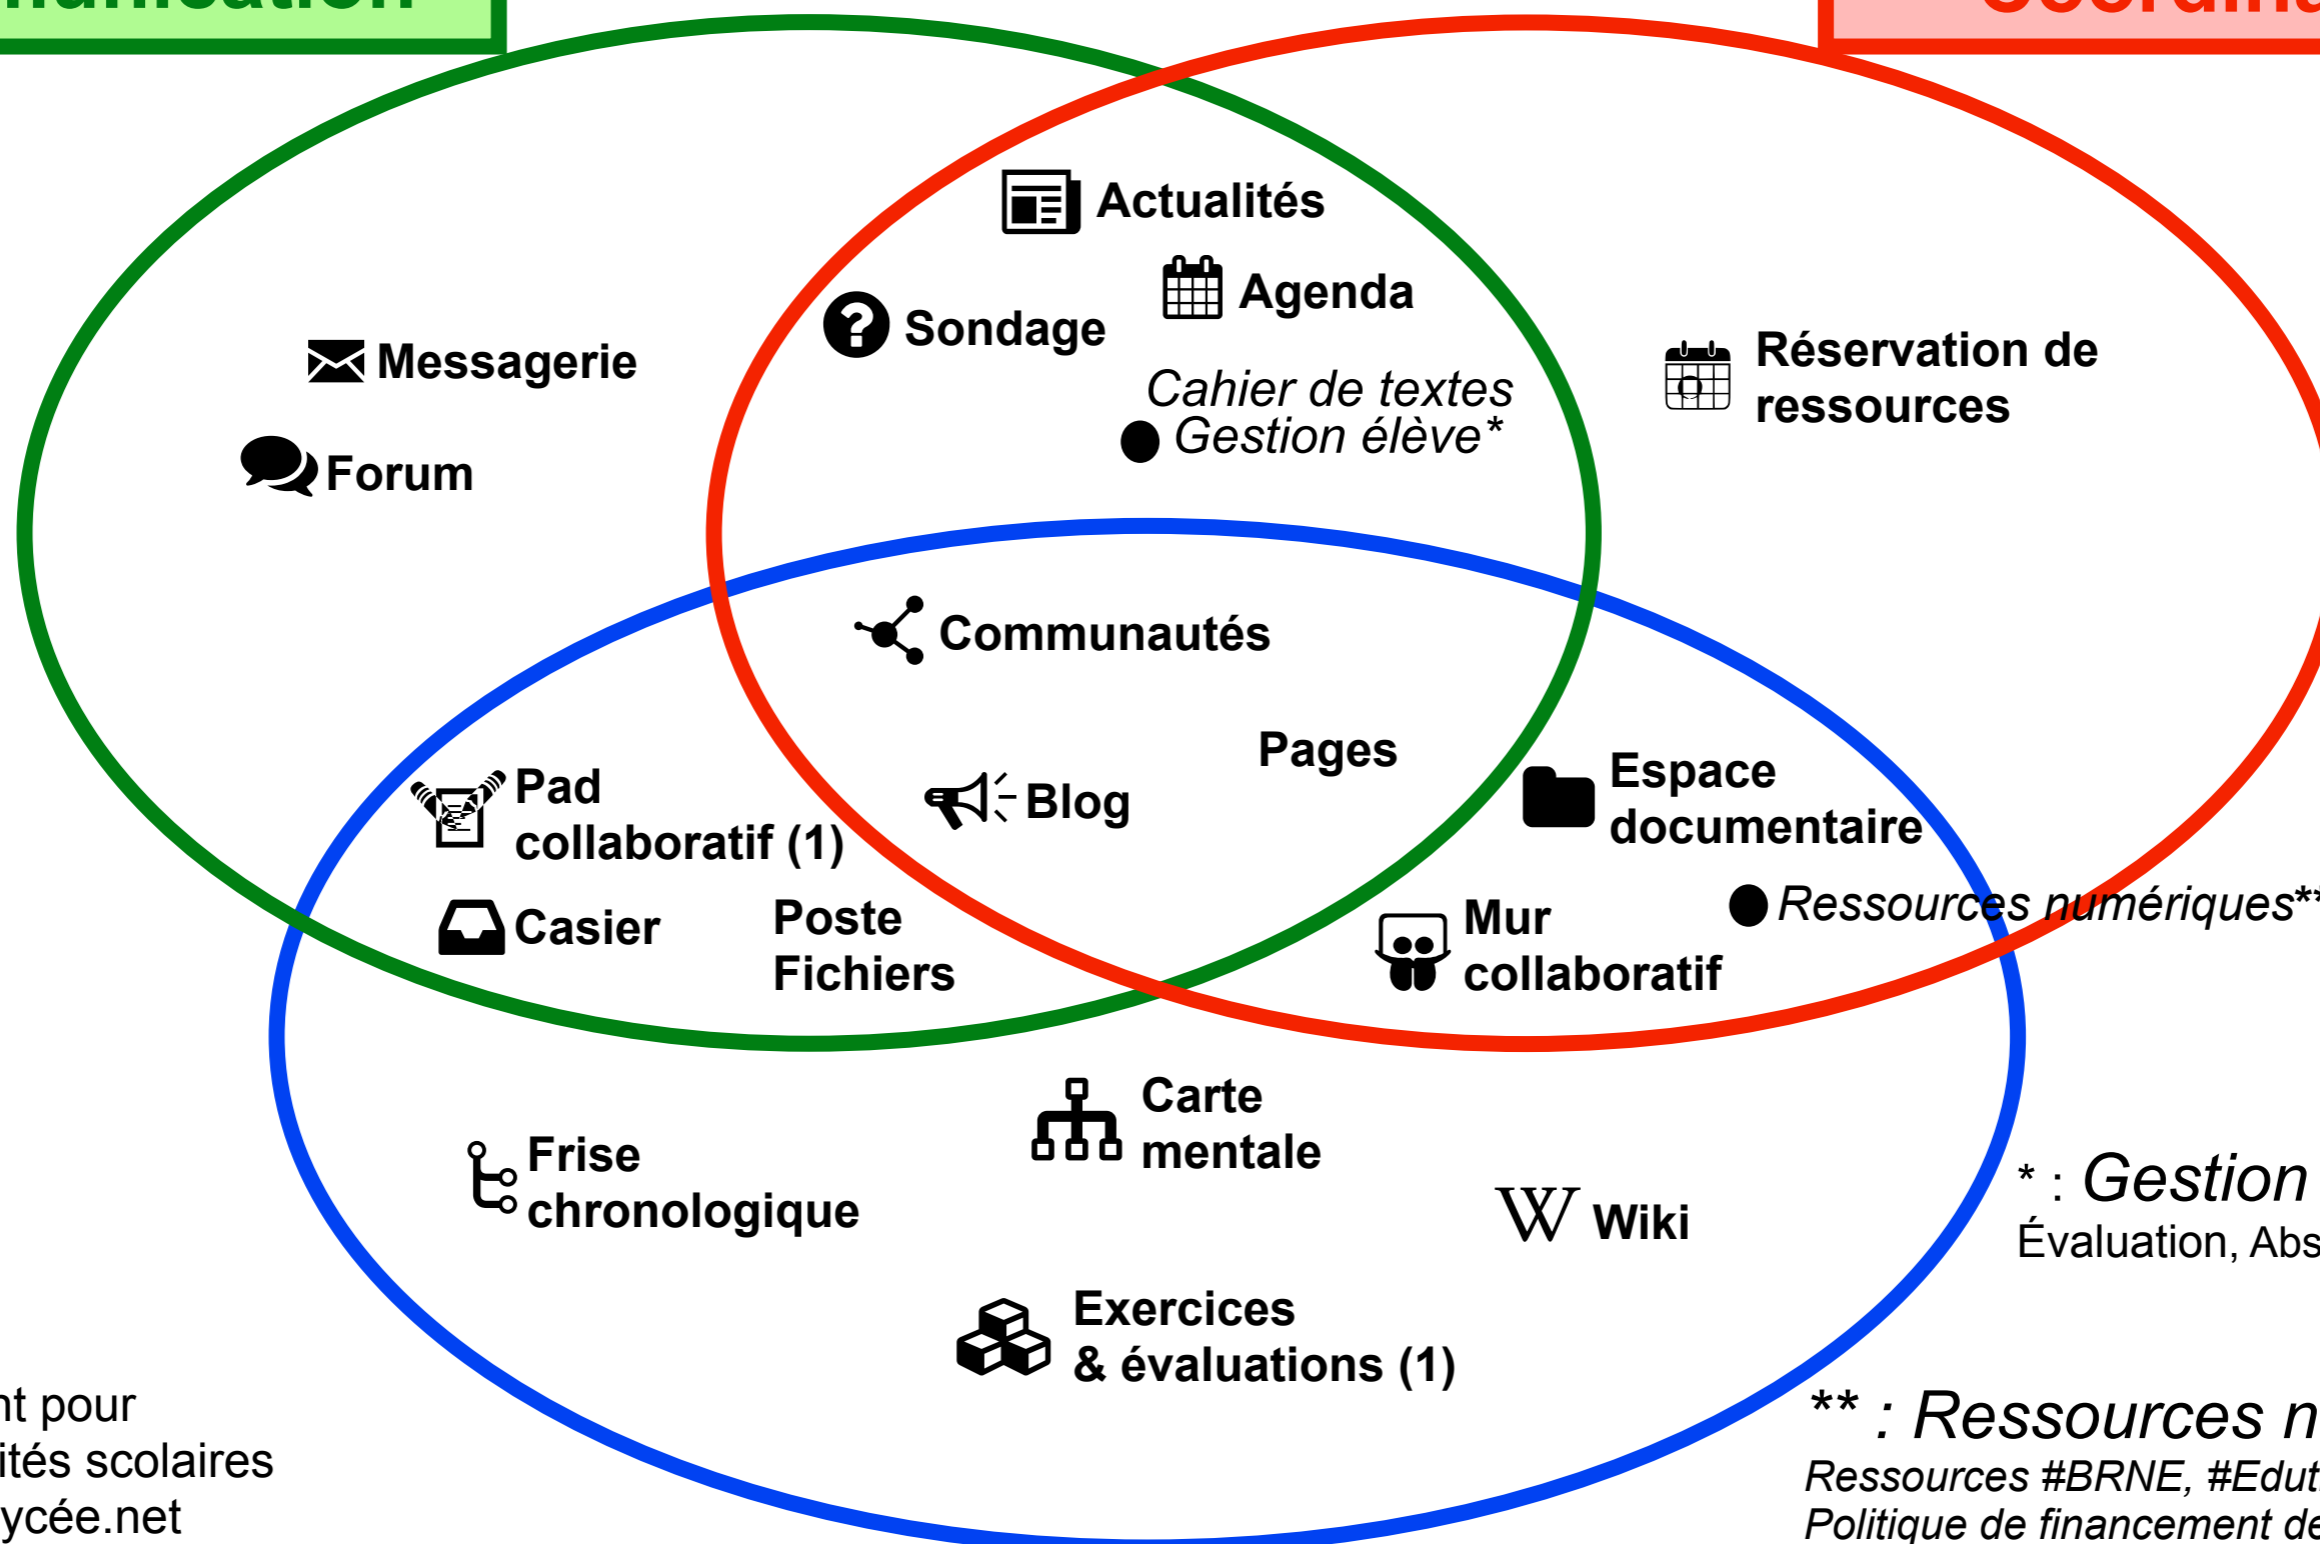 Actualités
Agenda
Sondage
Messagerie
Réservation de
ressources
Cahier de textes
Gestion élève*
Forum
Communautés
Pages
Pad
collaboratif (1)
Blog
Espace
documentaire
Ressources numériques**
Casier
Poste
Fichiers
Mur
collaboratif
Carte
mentale
Frise
chronologique
Wiki
* : Gestion
Évaluation, Abs
Exercices
& évaluations (1)
pour
scolaires
ycée.net
** : Ressources n
Ressources #BRNE, #Edut
Politique de financement de